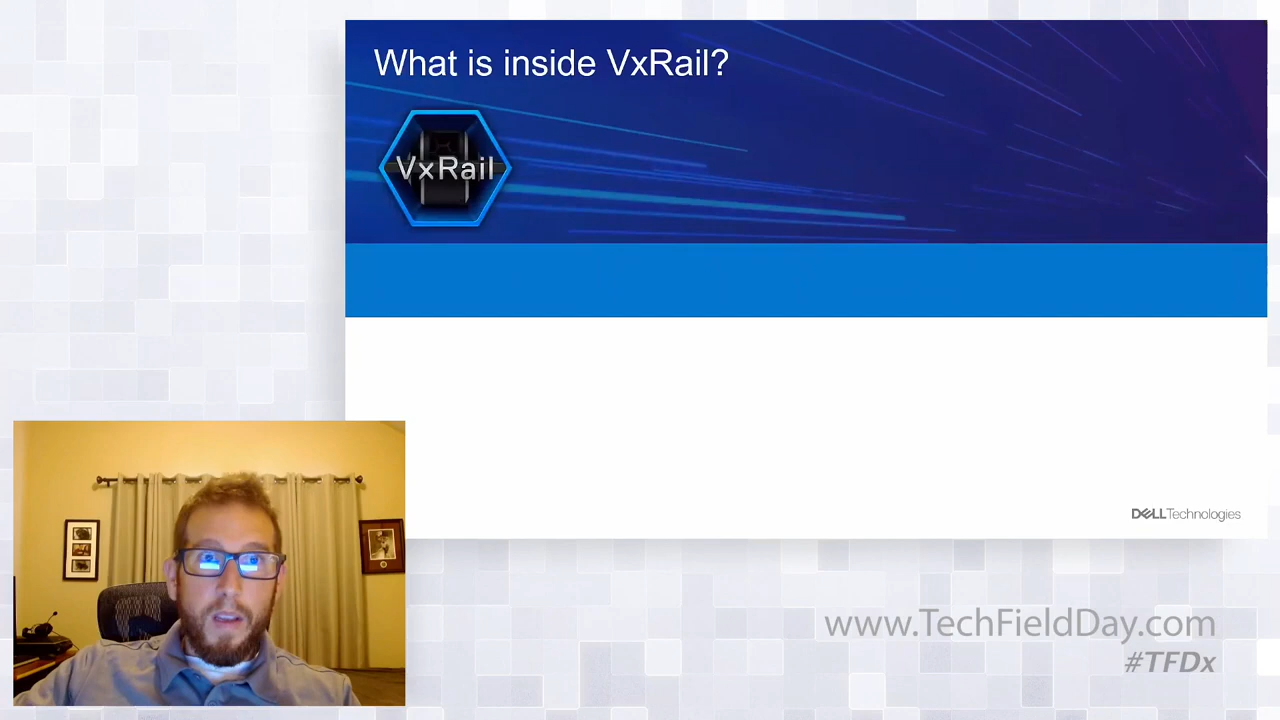 What is inside VxRail?
VxRail
DELLTechnologies
www.TechFieldDay.com
#TFDx